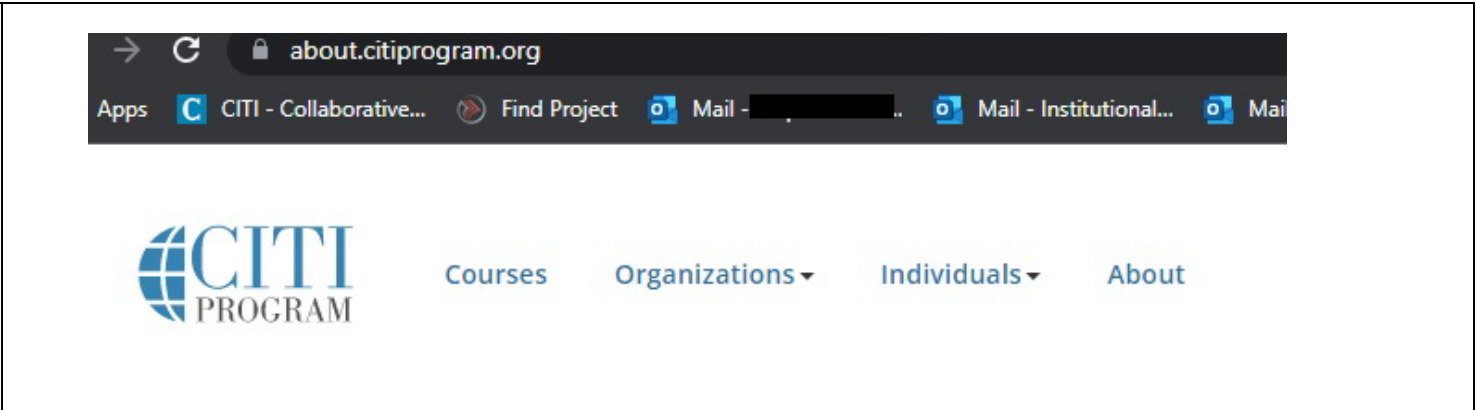 about.citiprogram.org
Apps C CITI - Collaborative... Find Project Mail - Mail - Institutional... Mai
CITI
PROGRAM
Courses Organizations Individuals About